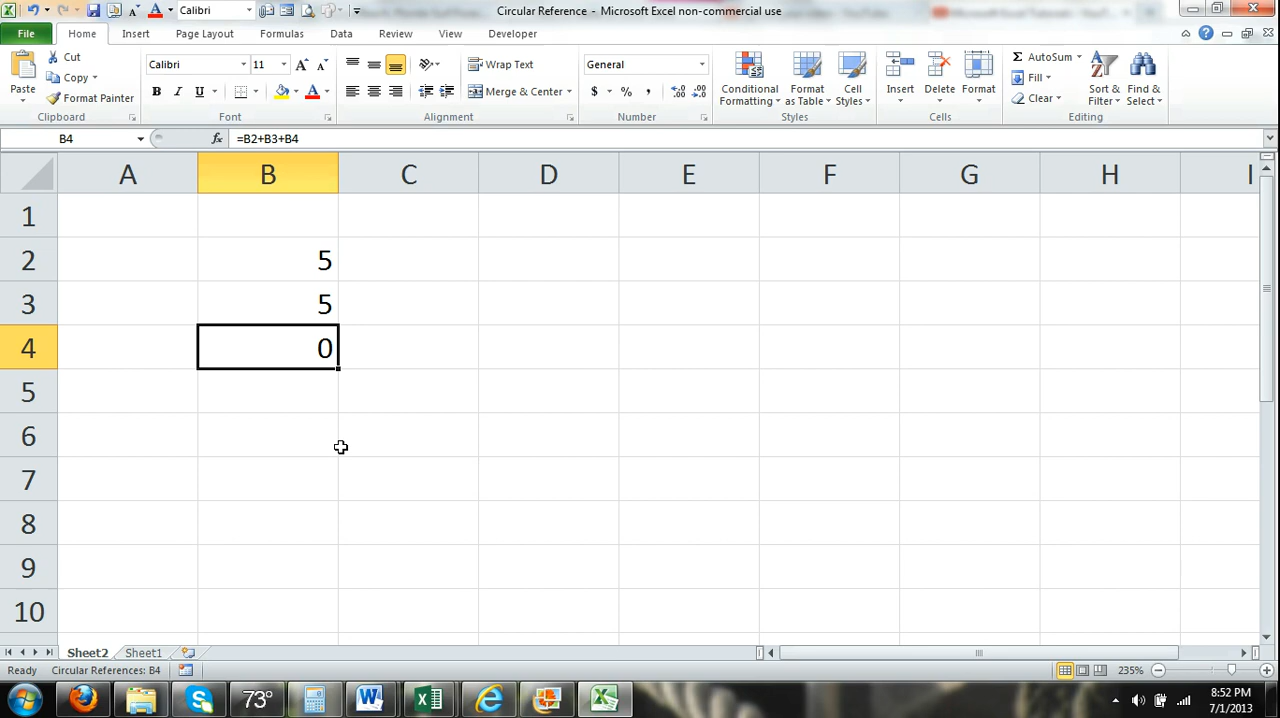 Circular Reference - Microsoft Excel non-commercial use
Calibri
File Home Insert Page Layout Formulas Data Review View Developer
Cut
Copy
Format Painter
Paste
Clipboard
Calibri 11
B I U
Font
Wrap Text
Merge & Center
Alignment
General
$ % ,
Number
Conditional Formatting
Format as Table
Cell Styles
Styles
Insert
Delete
Format
Cells
AutoSum
Fill
Clear
Sort & Filter
Find & Select
Editing
B4 fx =B2+B3+B4
A B C D E F G H I
1
2 5
3 5
4 0
5
6
7
8
9
10
Sheet2 Sheet1
Ready Circular References: B4 235%
73°
8:52 PM
7/1/2013